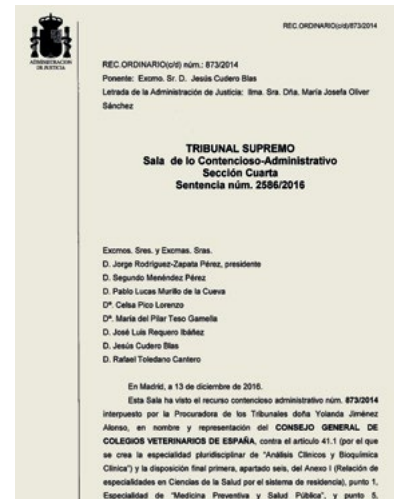 REC.ORDINARIO(c/d)/873/2014
ADMINISTRACION
DE JUSTICIA
REC.ORDINARIO(c/d) núm.: 873/2014
Ponente: Excmo. Sr. D. Jesús Cudero Blas
Letrada de la Administración de Justicia: Ilma. Sra. Dña. María Josefa Oliver
Sánchez
TRIBUNAL SUPREMO
Sala de lo Contencioso-Administrativo
Sección Cuarta
Sentencia núm. 2586/2016
Excmos. Sres. y Excmas. Sras.
D. Jorge Rodríguez-Zapata Pérez, presidente
D. Segundo Menéndez Pérez
D. Pablo Lucas Murillo de la Cueva
Dª. Celsa Pico Lorenzo
Dª. María del Pilar Teso Gamella
D. José Luis Requero Ibáñez
D. Jesús Cudero Blas
D. Rafael Toledano Cantero
En Madrid, a 13 de diciembre de 2016.
Esta Sala ha visto el recurso contencioso administrativo núm. 873/2014
interpuesto por la Procuradora de los Tribunales doña Yolanda Jiménez
Alonso, en nombre y representación del CONSEJO GENERAL DE
COLEGIOS VETERINARIOS DE ESPAÑA, contra el artículo 41.1 (por el que
se crea la especialidad pluridisciplinar de "Análisis Clínicos y Bioquímica
Clínica") y la disposición final primera, apartado seis, del Anexo I (Relación de
especialidades en Ciencias de la Salud por el sistema de residencia), punto 1,
Especialidad de "Medicina Preventiva y Salud Pública", y punto 5,